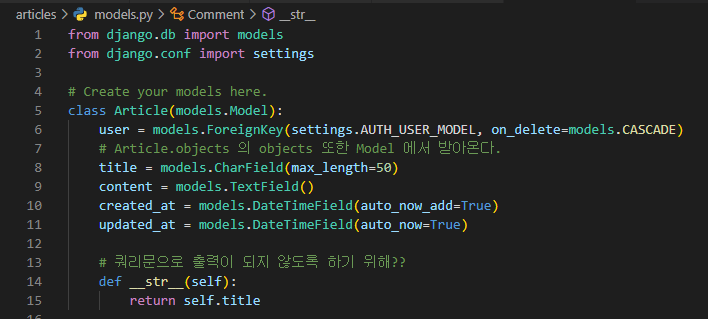 articles > models.py > Comment > __str__
1 from django.db import models
2 from django.conf import settings
3
4 # Create your models here.
5 class Article(models.Model):
6     user = models.ForeignKey(settings.AUTH_USER_MODEL, on_delete=models.CASCADE)
7     # Article.objects 의 objects 또한 Model 에서 받아온다.
8     title = models.CharField(max_length=50)
9     content = models.TextField()
10     created_at = models.DateTimeField(auto_now_add=True)
11     updated_at = models.DateTimeField(auto_now=True)
12
13     # 쿼리문으로 출력이 되지 않도록 하기 위해??
14     def __str__(self):
15         return self.title
16